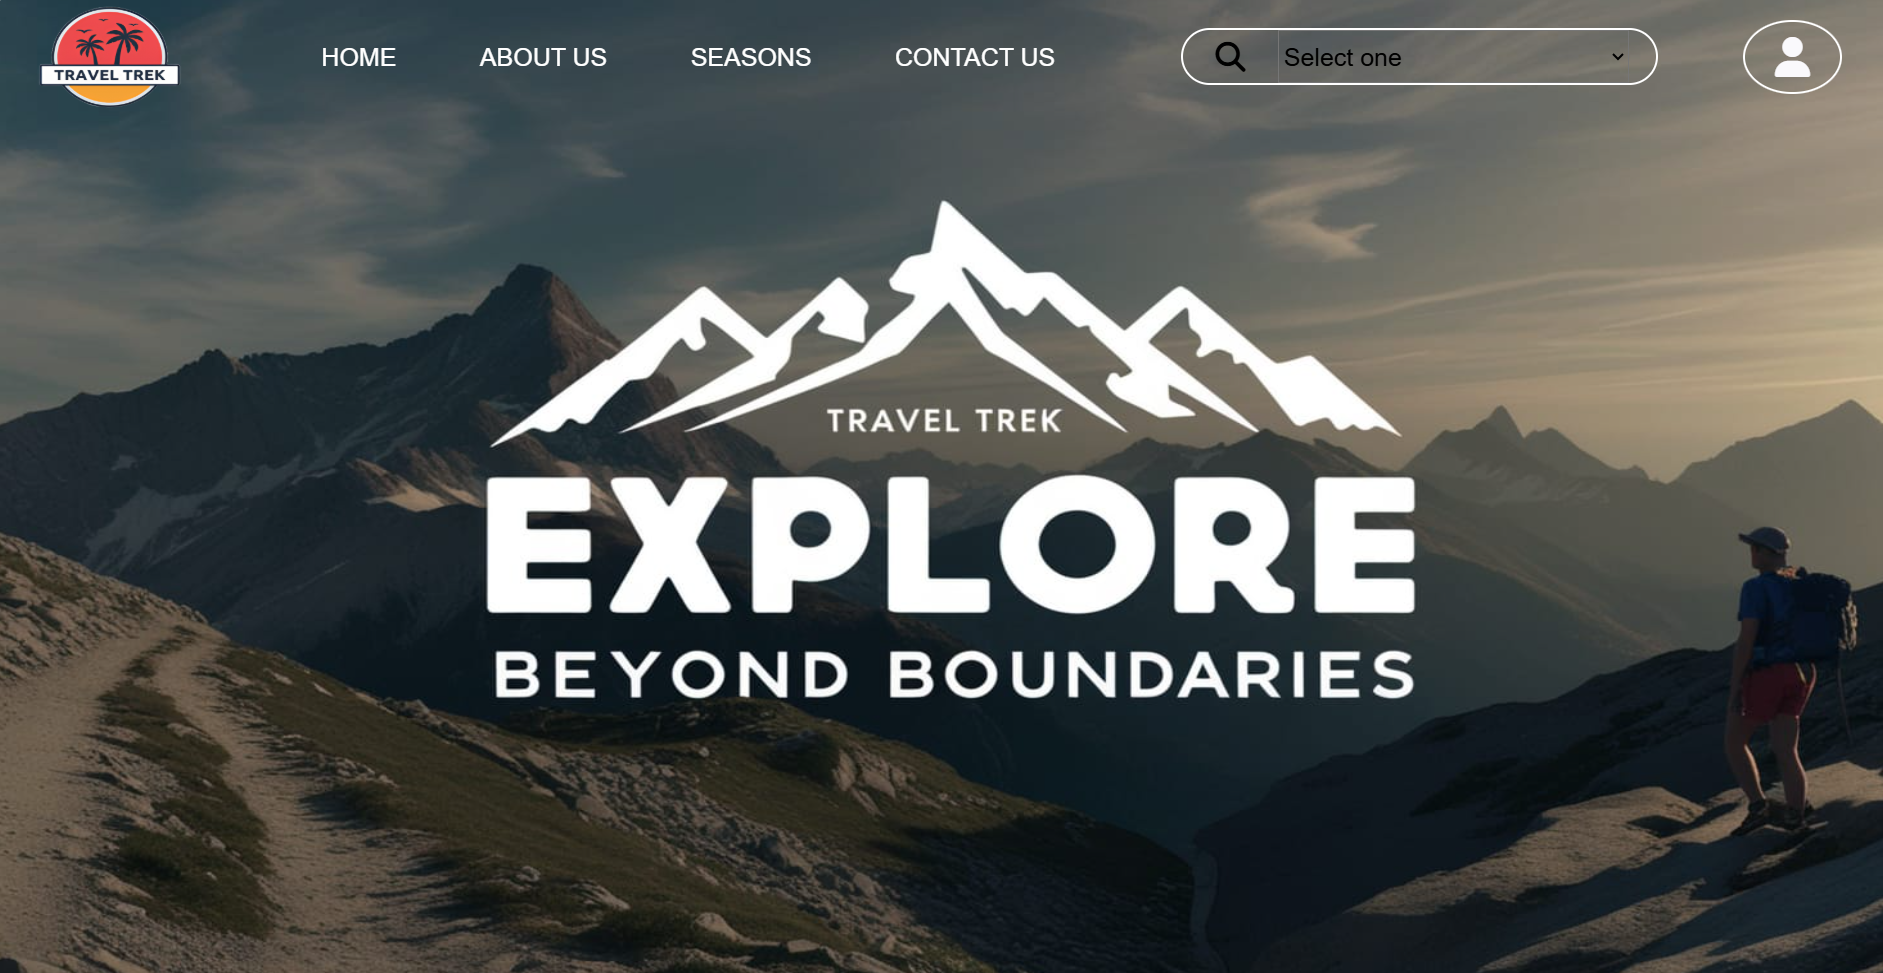 TRAVEL TREK
HOME
ABOUT US
SEASONS
CONTACT US
Select one
TRAVEL TREK
EXPLORE
BEYOND BOUNDARIES